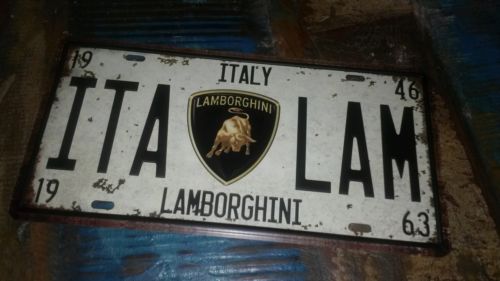 19 ITALY 46
ITA LAMBORGHINI LAM
19 LAMBORGHINI 63